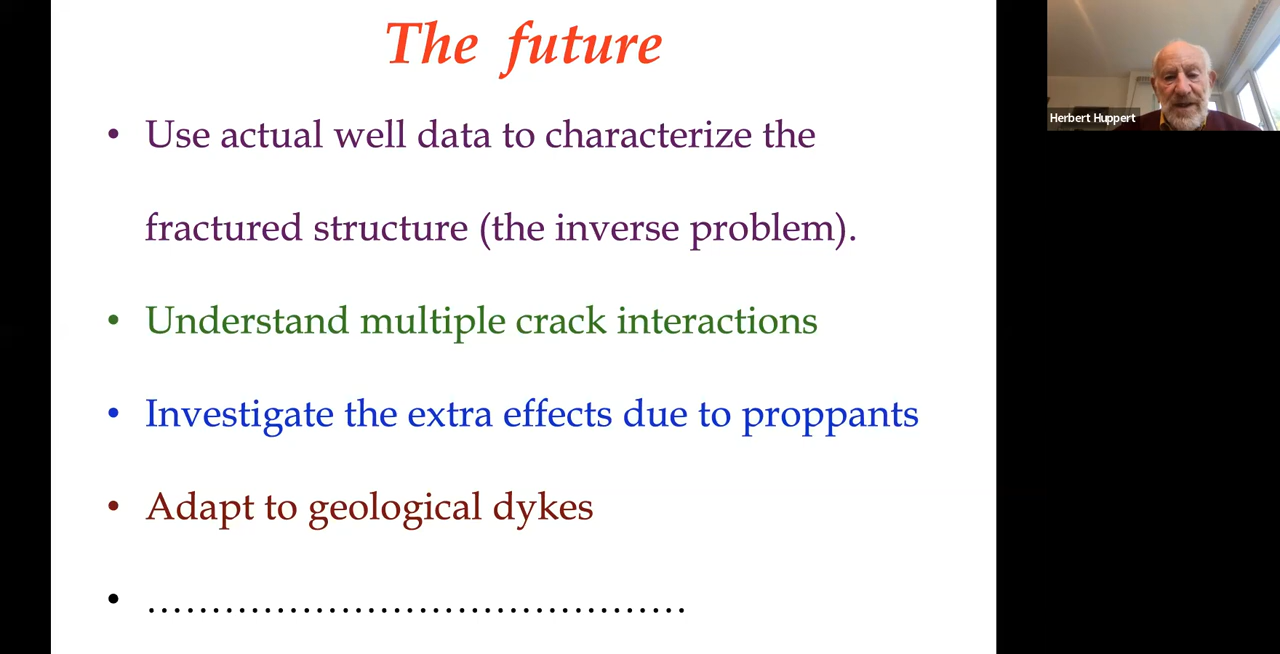 The future
• Use actual well data to characterize the
fractured structure (the inverse problem).
• Understand multiple crack interactions
• Investigate the extra effects due to proppants
• Adapt to geological dykes
• ……………………………………
Herbert Huppert